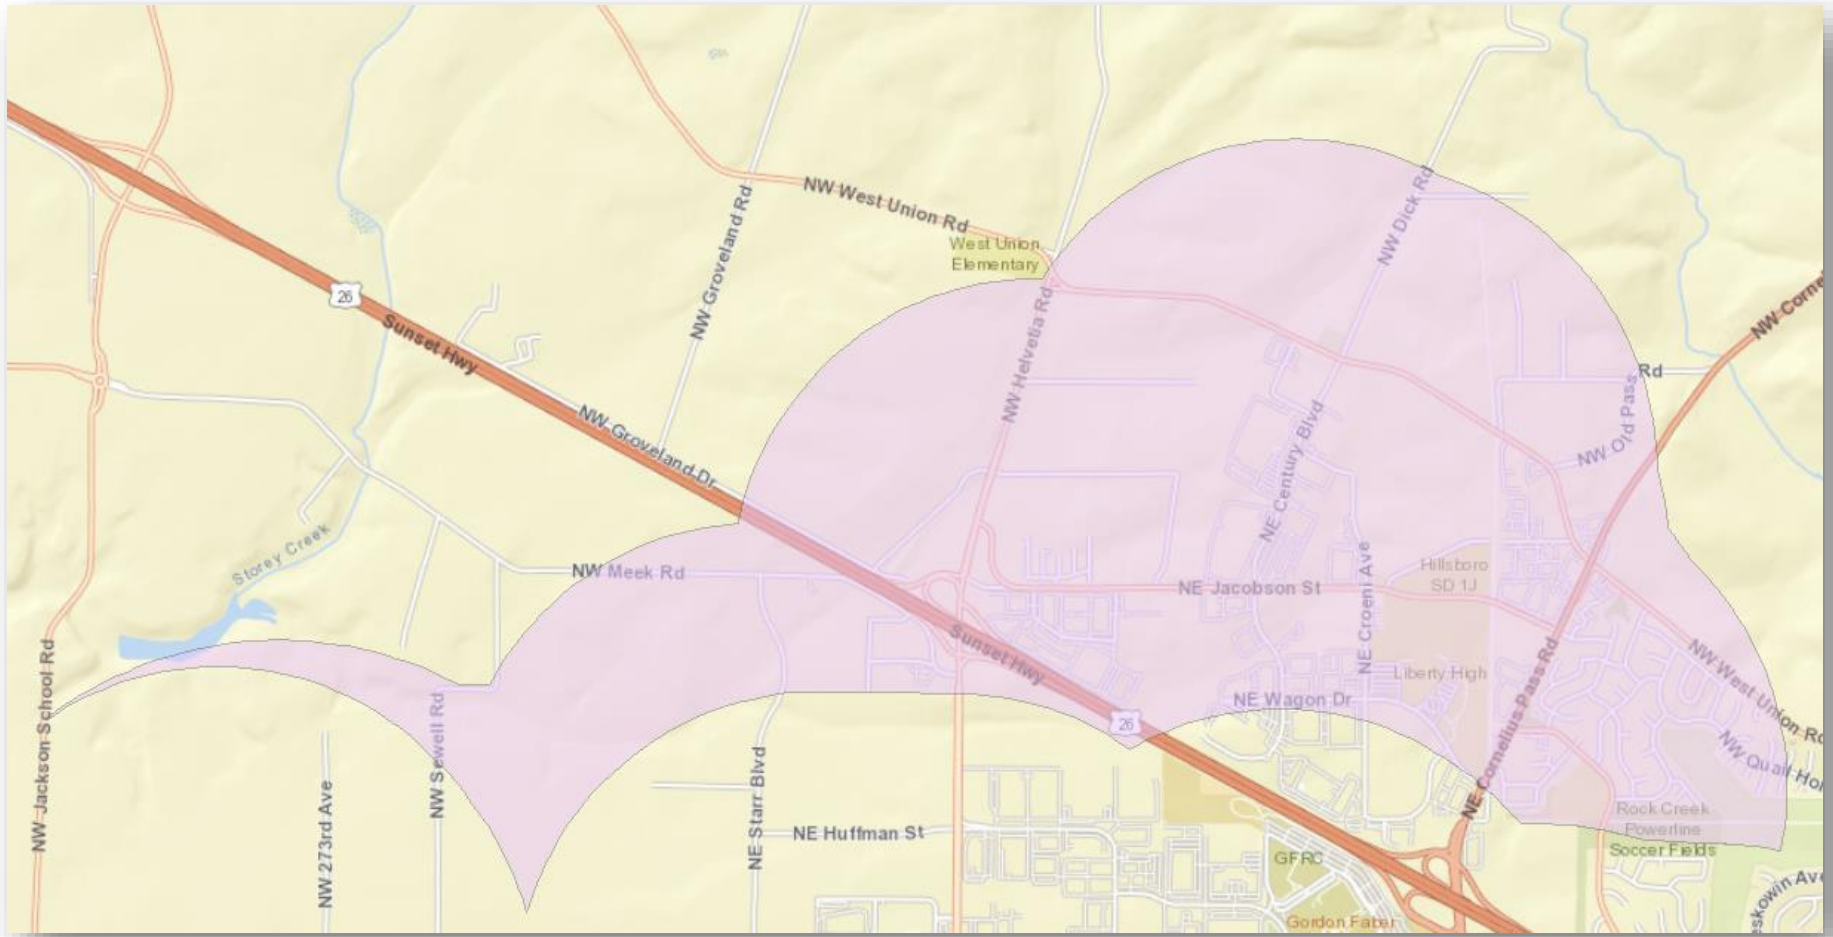 NW West Union Rd
West Union
Elementary
NW Groveland Rd
NW Dick Rd
26
Sunset Hwy
NW Helvetia Rd
NW Corne
Rd
NW Old Pass
NW Groveland Dr
NE Century Blvd
Storey Creek
NW Meek Rd
NE Jacobson St
NE Croeni Ave
Hillsboro
SD 1J
Sunset Hwy
Liberty High
NE Wagon Dr
NW Jackson School Rd
NW Sewell Rd
NW 273rd Ave
26
NE Cornelius Pass Rd
NW West Union Rd
NW Quail Hol
NE Starr Blvd
NE Huffman St
Rock Creek
Powerline
Soccer Fields
GFRC
Gordon Faber
eskowin Ave